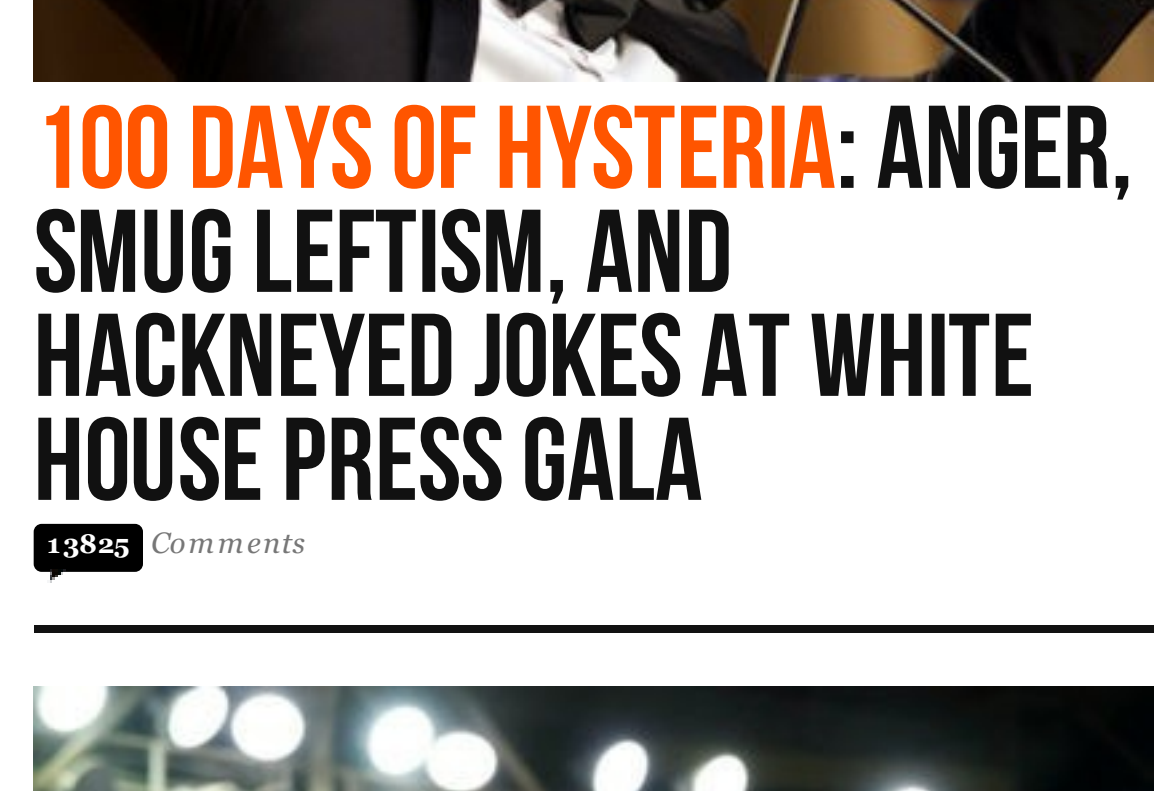 100 DAYS OF HYSTERIA: ANGER,
SMUG LEFTISM, AND
HACKNEYED JOKES AT WHITE
HOUSE PRESS GALA
13825 Comments